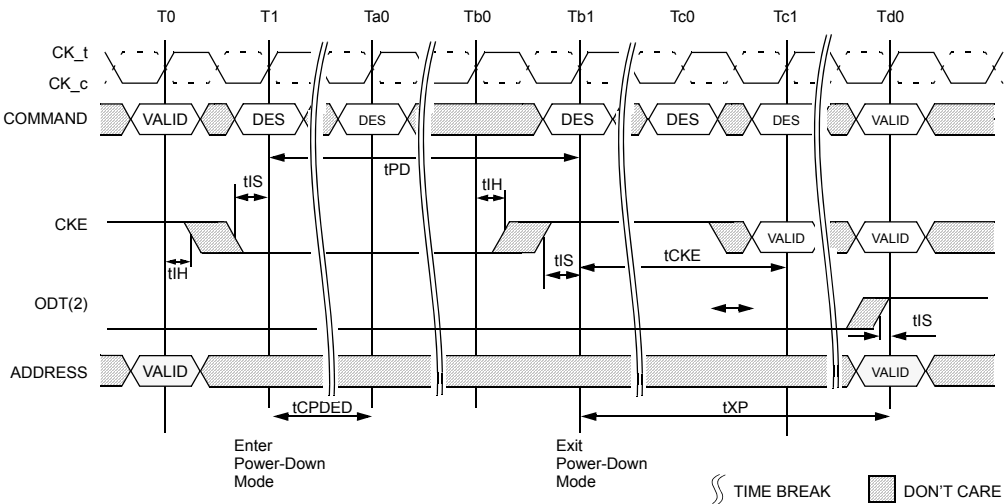 T0 T1 Ta0 Tb0 Tb1 Tc0 Tc1 Td0
CK_t
CK_c
COMMAND VALID DES DES DES DES DES VALID
tPD
tIS tIH
CKE VALID VALID
tIH tIS tCKE
ODT(2)
tIS
ADDRESS VALID VALID
tCPDED tXP
Enter
Power-Down
Mode
Exit
Power-Down
Mode
TIME BREAK DON'T CARE